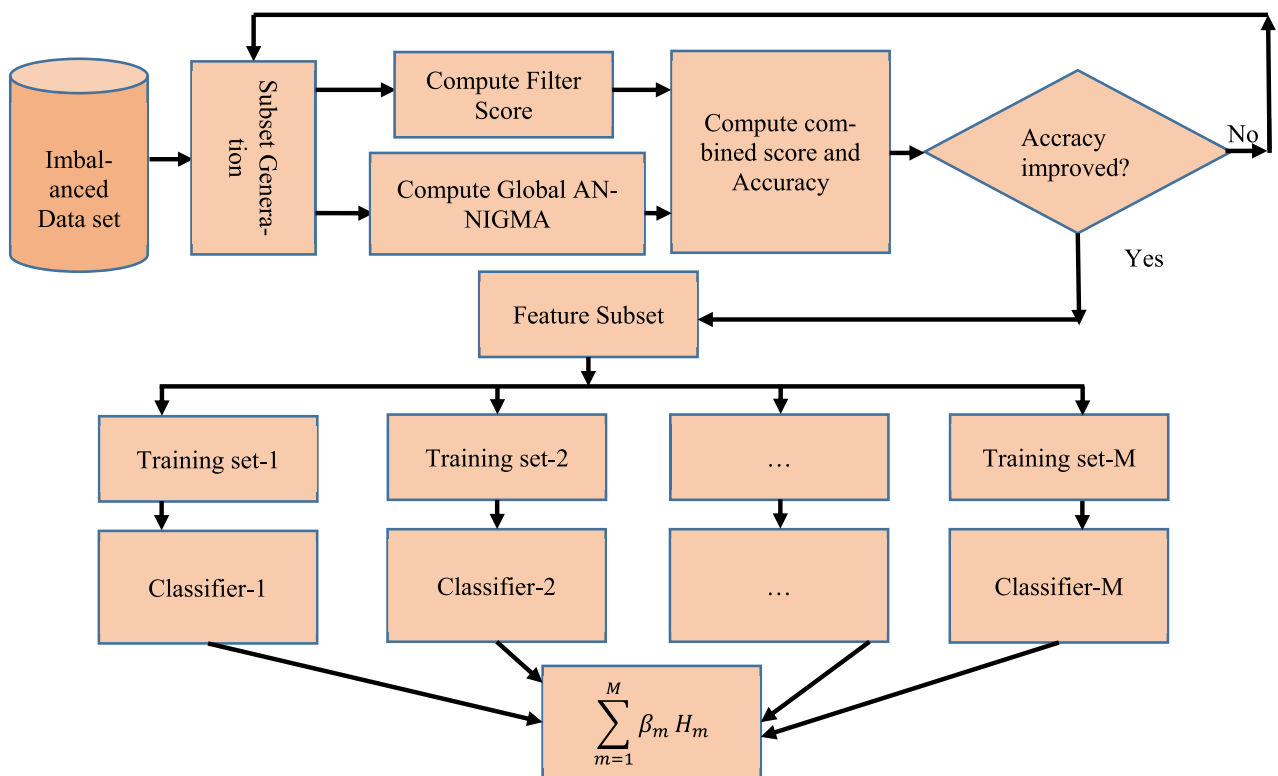 Imbal-
anced
Data set
Subset Genera-
tion
Compute Filter
Score
Compute Global AN-
NIGMA
Compute com-
bined score and
Accuracy
Accracy
improved?
No
Yes
Feature Subset
Training set-1
Training set-2
…
Training set-M
Classifier-1
Classifier-2
…
Classifier-M
M
∑ βₘ Hₘ
m=1